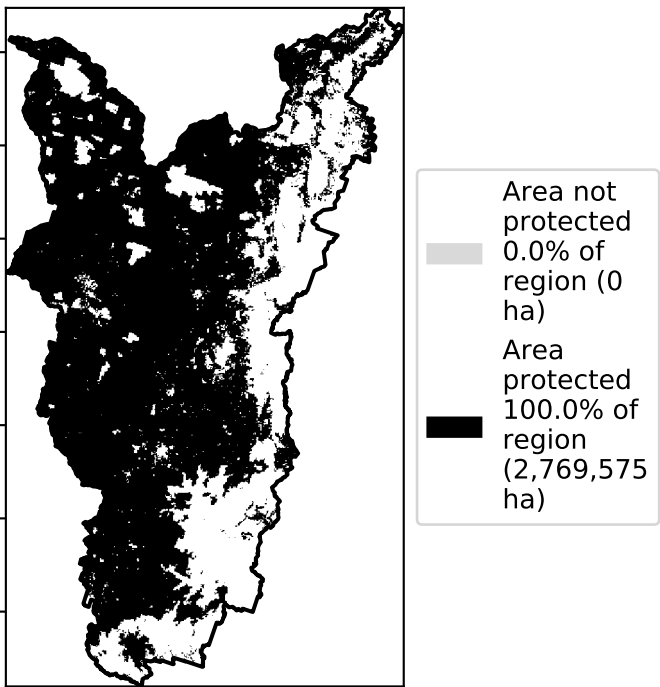 Area not
protected
0.0% of
region (0
ha)
Area
protected
100.0% of
region
(2,769,575
ha)